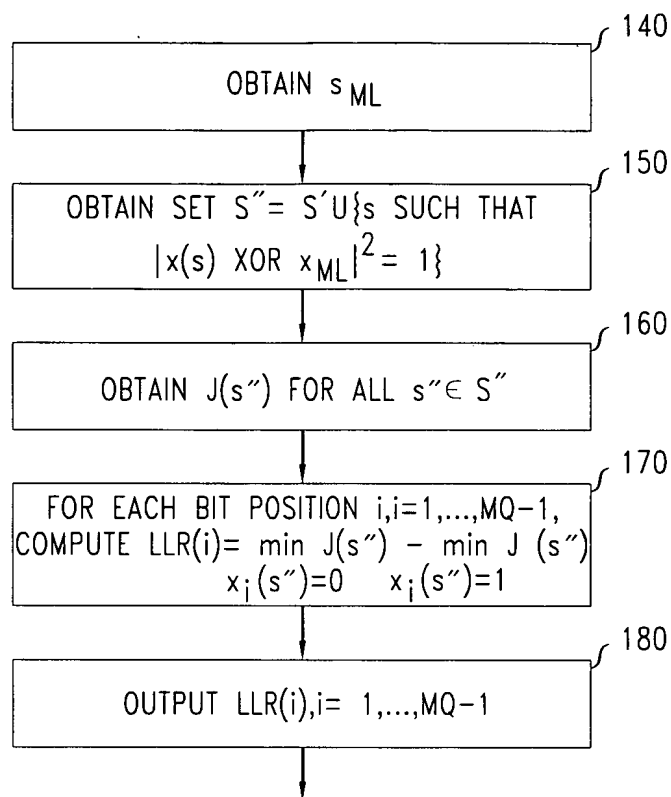 140
OBTAIN s_ML
150
OBTAIN SET S″= S′U{s SUCH THAT
|x(s) XOR x_ML|²= 1}
160
OBTAIN J(s″) FOR ALL s″∈ S″
170
FOR EACH BIT POSITION i,i=1,...,MQ-1,
COMPUTE LLR(i)= min J(s″) - min J (s″)
x_i(s″)=0 x_i(s″)=1
180
OUTPUT LLR(i),i= 1,...,MQ-1